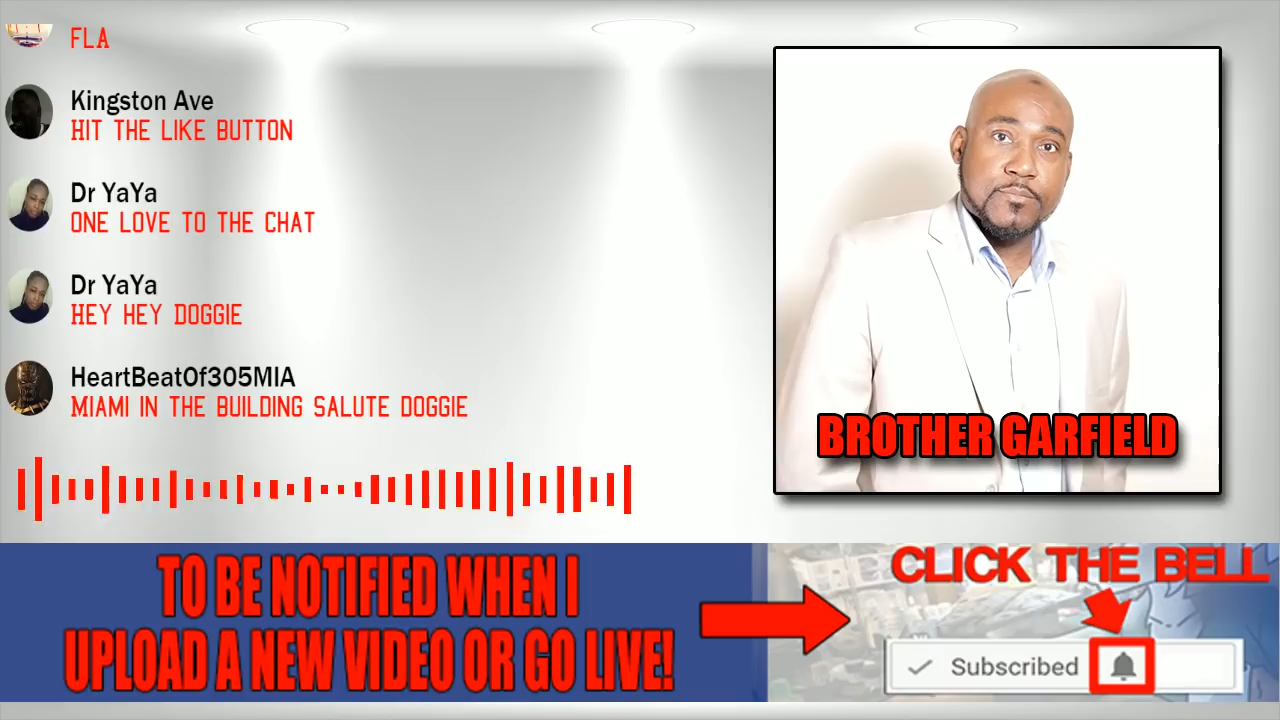 FLA
Kingston Ave
HIT THE LIKE BUTTON
Dr YaYa
ONE LOVE TO THE CHAT
Dr YaYa
HEY HEY DOGGIE
HeartBeatOf305MIA
MIAMI IN THE BUILDING SALUTE DOGGIE
BROTHER GARFIELD
TO BE NOTIFIED WHEN I
UPLOAD A NEW VIDEO OR GO LIVE!
CLICK THE BELL
Subscribed